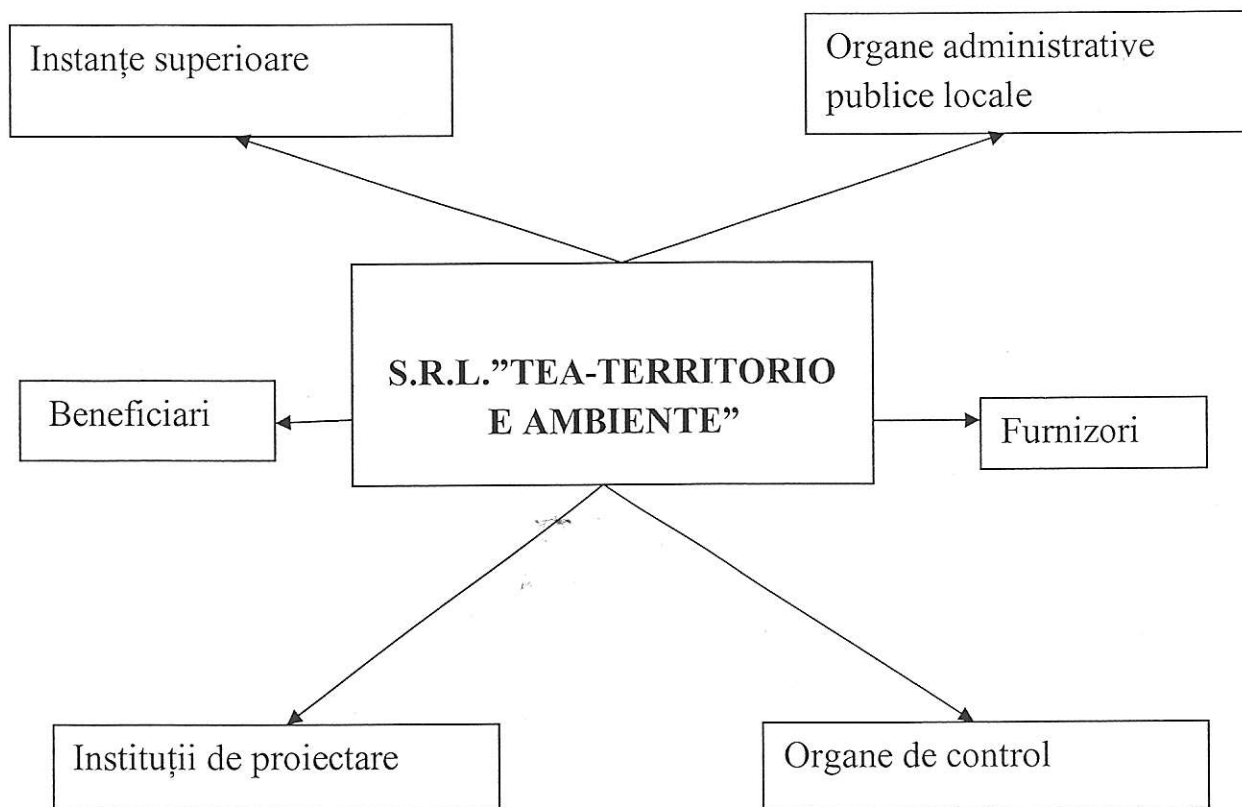 Instanțe superioare
Organe administrative
publice locale
S.R.L.”TEA-TERRITORIO
E AMBIENTE”
Beneficiari
Furnizori
Instituții de proiectare
Organe de control